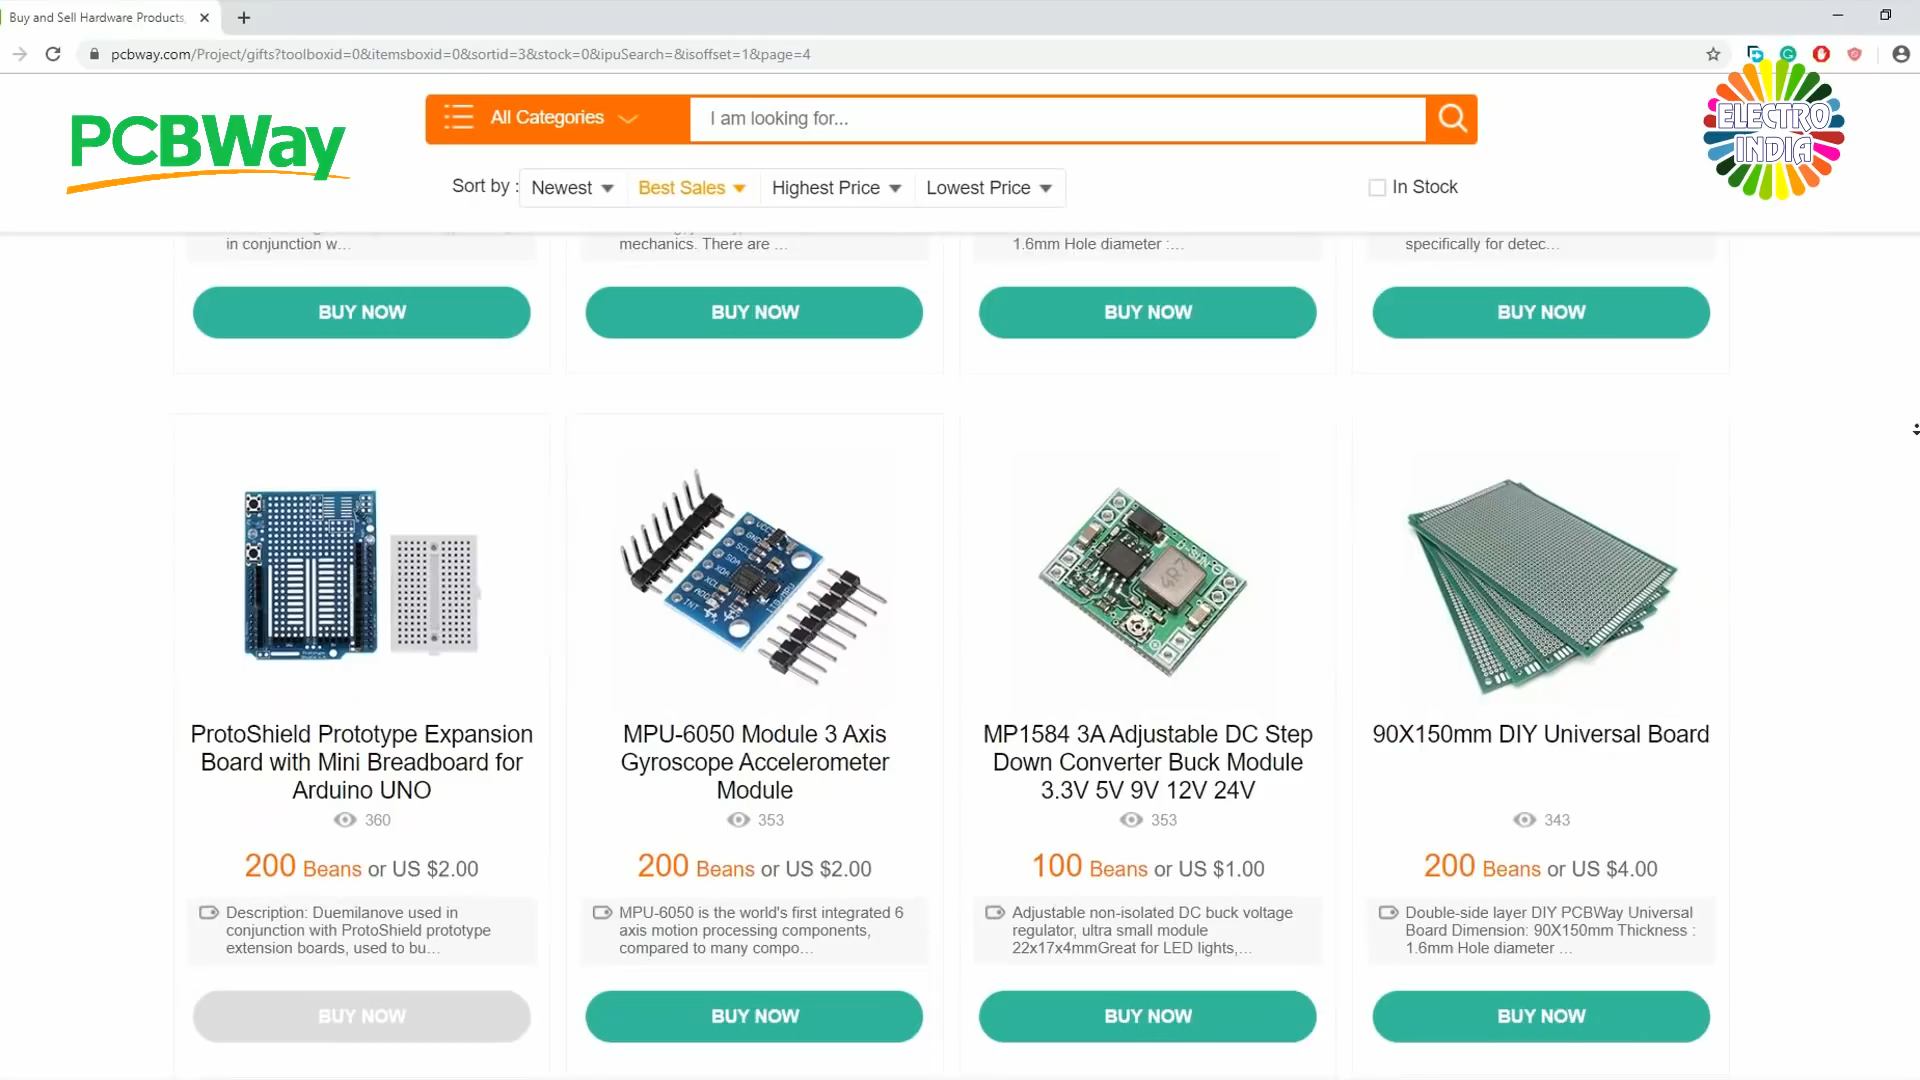 Buy and Sell Hardware Products,
pcbway.com/Project/gifts?toolboxid=0&itemsboxid=0&sortid=3&stock=0&ipuSearch=&isoffset=1&page=4
PCBWay
All Categories
I am looking for...
ELECTRO
INDIA
Sort by :
Newest
Best Sales
Highest Price
Lowest Price
In Stock
in conjunction w...
mechanics. There are ...
1.6mm Hole diameter :...
specifically for detec...
BUY NOW
BUY NOW
BUY NOW
BUY NOW
ProtoShield Prototype Expansion
Board with Mini Breadboard for
Arduino UNO
360
200 Beans or US $2.00
Description: Duemilanove used in
conjunction with ProtoShield prototype
extension boards, used to bu...
BUY NOW
VCC
GND
SCL
SDA
XDA
XCL
ADO
INT
MPU-6050 Module 3 Axis
Gyroscope Accelerometer
Module
353
200 Beans or US $2.00
MPU-6050 is the world's first integrated 6
axis motion processing components,
compared to many compo...
BUY NOW
4R7
MP1584 3A Adjustable DC Step
Down Converter Buck Module
3.3V 5V 9V 12V 24V
353
100 Beans or US $1.00
Adjustable non-isolated DC buck voltage
regulator, ultra small module
22x17x4mmGreat for LED lights,...
BUY NOW
90X150mm DIY Universal Board
343
200 Beans or US $4.00
Double-side layer DIY PCBWay Universal
Board Dimension: 90X150mm Thickness :
1.6mm Hole diameter ...
BUY NOW